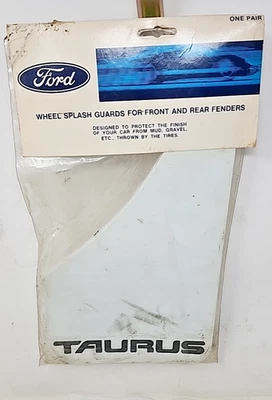 ONE PAIR
Ford
WHEEL SPLASH GUARDS FOR FRONT AND REAR FENDERS
DESIGNED TO PROTECT THE FINISH
OF YOUR CAR FROM MUD, GRAVEL,
ETC., THROWN BY THE TIRES.
TAURUS